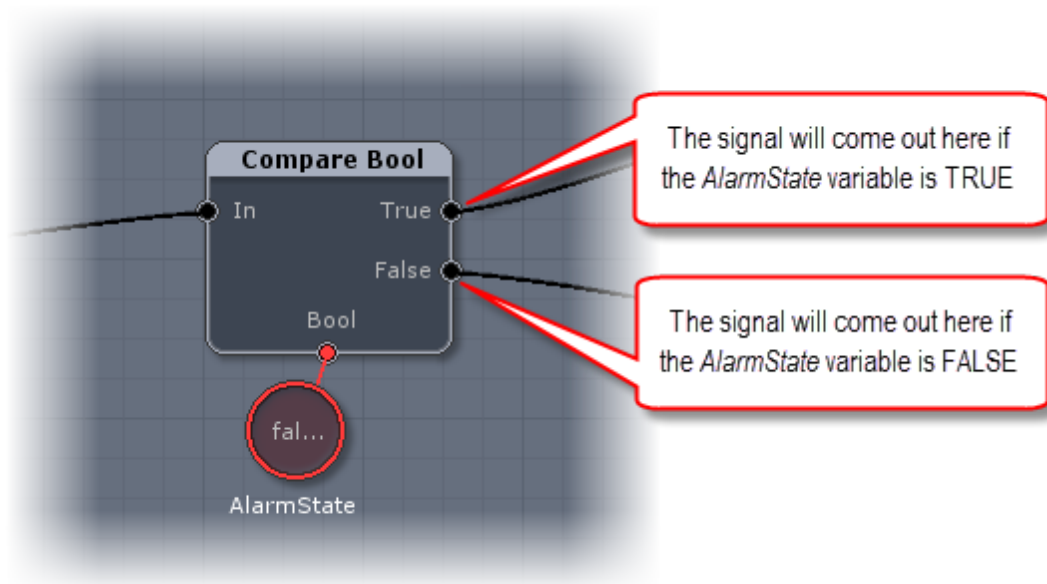 Compare Bool
In
True
False
Bool
fal...
AlarmState
The signal will come out here if
the AlarmState variable is TRUE
The signal will come out here if
the AlarmState variable is FALSE